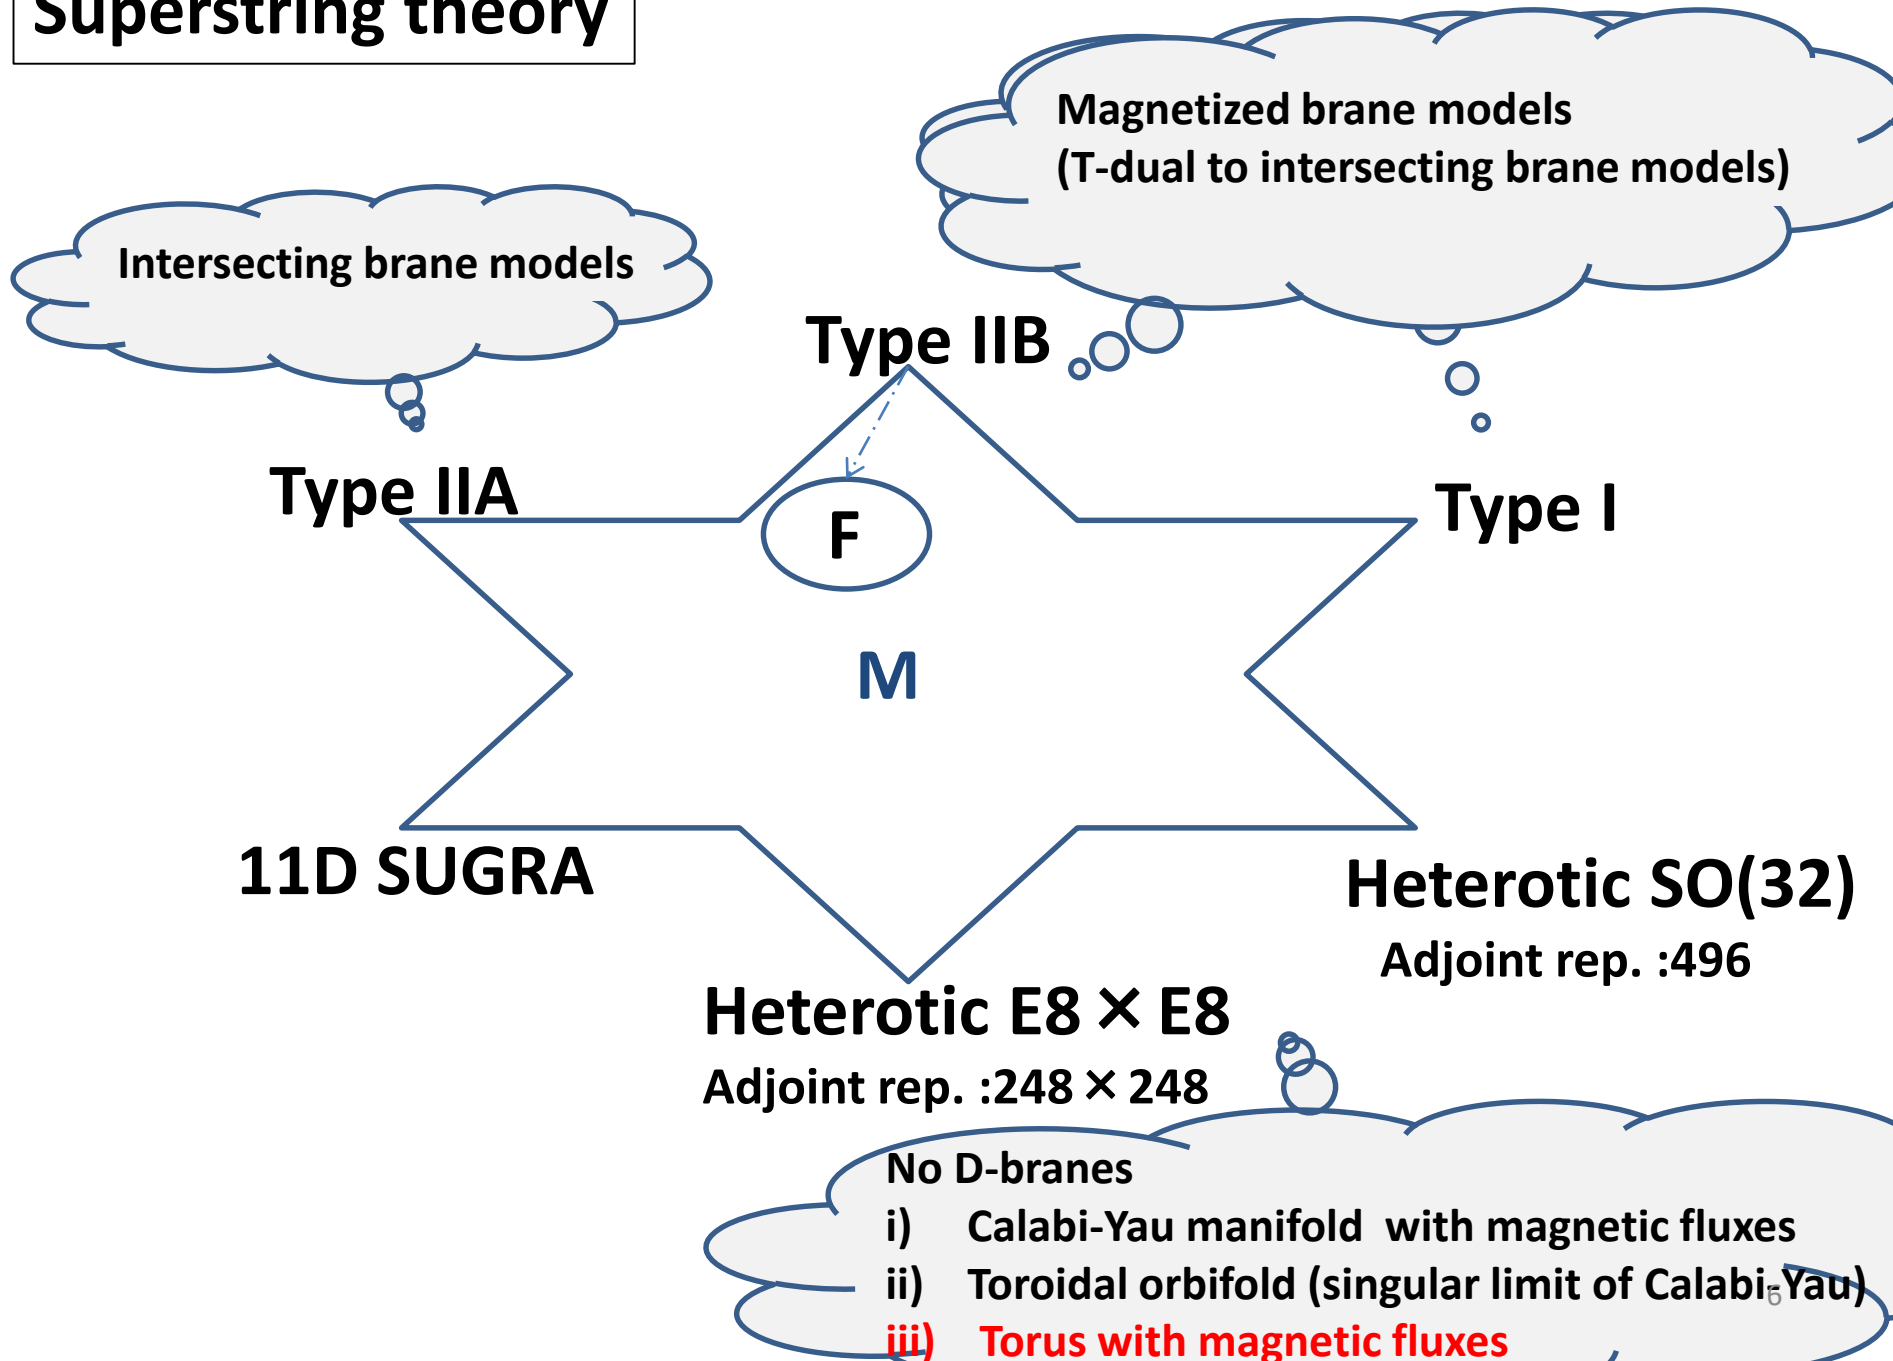 Superstring theory
Magnetized brane models
(T-dual to intersecting brane models)
Intersecting brane models
Type IIB
Type IIA
Type I
F
M
11D SUGRA
Heterotic SO(32)
Adjoint rep. :496
Heterotic E8 × E8
Adjoint rep. :248 × 248
No D-branes
i) Calabi-Yau manifold with magnetic fluxes
ii) Toroidal orbifold (singular limit of Calabi-Yau)
6
iii) Torus with magnetic fluxes